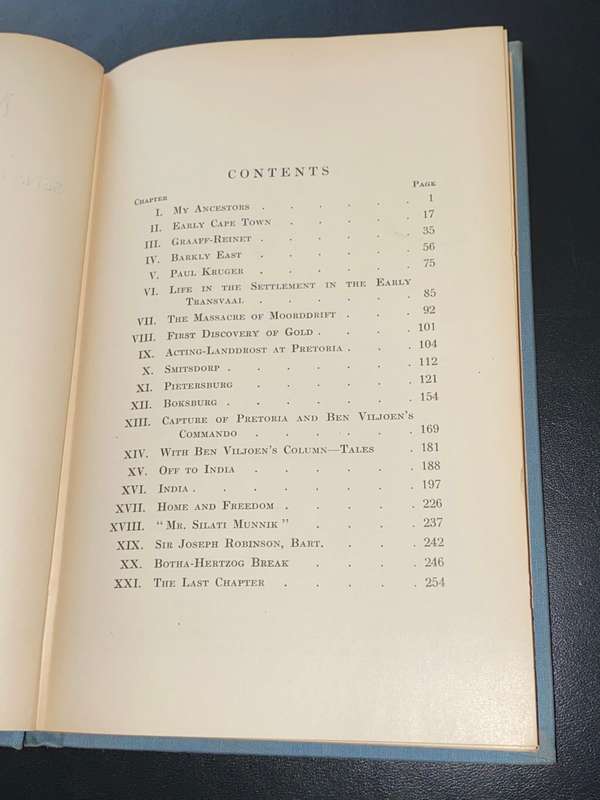 CONTENTS
CHAPTER PAGE
I. MY ANCESTORS . . . . . 1
II. EARLY CAPE TOWN . . . . . 17
III. GRAAFF-REINET . . . . . 35
IV. BARKLY EAST . . . . . 56
V. PAUL KRUGER . . . . . 75
VI. LIFE IN THE SETTLEMENT IN THE EARLY
TRANSVAAL . . . . . 85
VII. THE MASSACRE OF MOORDDRIFT . . . 92
VIII. FIRST DISCOVERY OF GOLD . . . . 101
IX. ACTING-LANDDROST AT PRETORIA . . . 104
X. SMITSDORP . . . . . . 112
XI. PIETERSBURG . . . . . 121
XII. BOKSBURG . . . . . . 154
XIII. CAPTURE OF PRETORIA AND BEN VILJOEN'S
COMMANDO . . . . . 169
XIV. WITH BEN VILJOEN'S COLUMN—TALES . 181
XV. OFF TO INDIA . . . . . 188
XVI. INDIA . . . . . . . 197
XVII. HOME AND FREEDOM . . . . . 226
XVIII. "MR. SILATI MUNNIK" . . . . 237
XIX. SIR JOSEPH ROBINSON, BART. . . . 242
XX. BOTHA-HERTZOG BREAK . . . . 246
XXI. THE LAST CHAPTER . . . . . 254